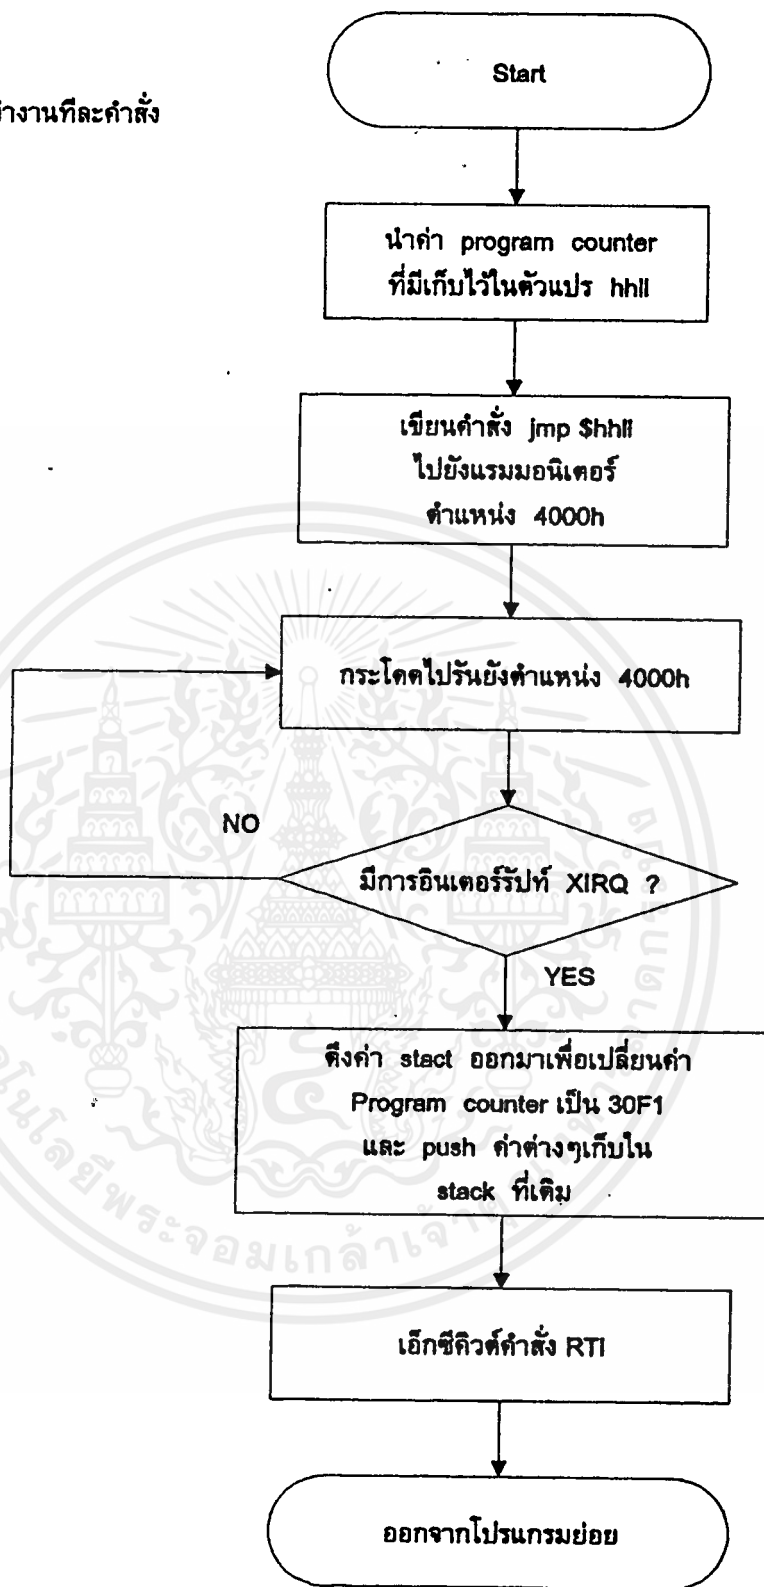 Start
ทำงานทีละคำสั่ง
นำค่า program counter
ที่มีเก็บไว้ในตัวแปร hhll
เขียนคำสั่ง jmp $hhll
ไปยังแรมมอนิเตอร์
ตำแหน่ง 4000h
กระโดดไปรันยังตำแหน่ง 4000h
NO
มีการอินเตอร์รัปท์ XIRQ ?
YES
ดึงค่า stact ออกมาเพื่อเปลี่ยนค่า
Program counter เป็น 30F1
และ push ค่าต่างๆเก็บใน
stack ที่เดิม
เอ็กซีคิวต์คำสั่ง RTI
ออกจากโปรแกรมย่อย